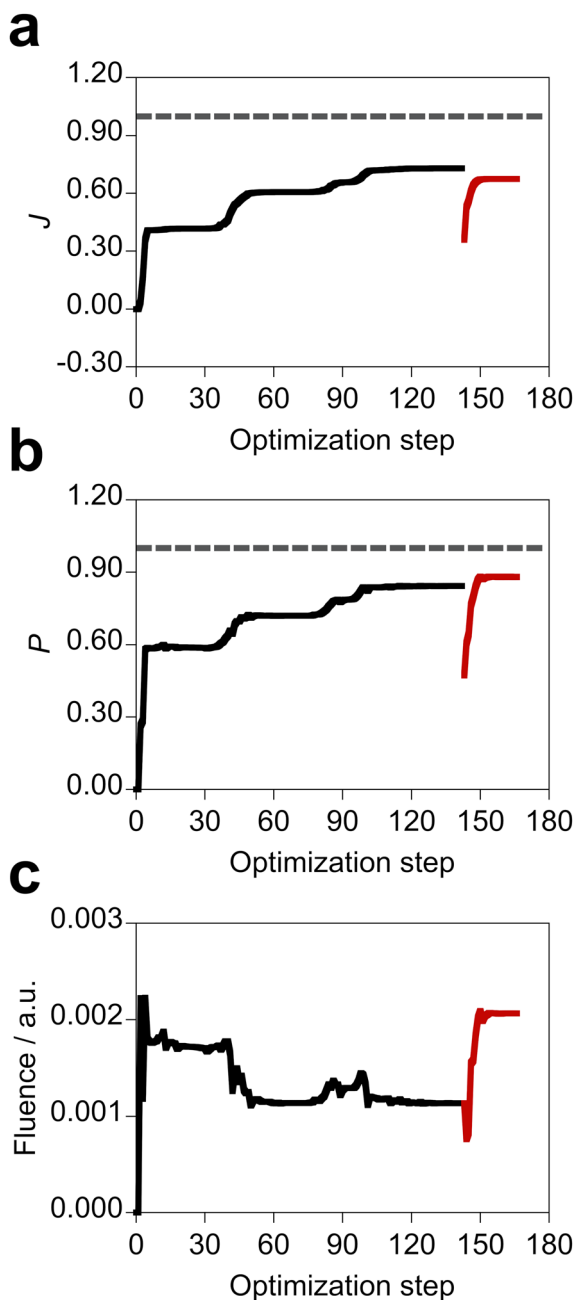 a
1.20
0.90
0.60
0.30
0.00
-0.30
J
0 30 60 90 120 150 180
Optimization step
b
1.20
0.90
0.60
0.30
0.00
P
0 30 60 90 120 150 180
Optimization step
c
0.003
0.002
0.001
0.000
Fluence / a.u.
0 30 60 90 120 150 180
Optimization step